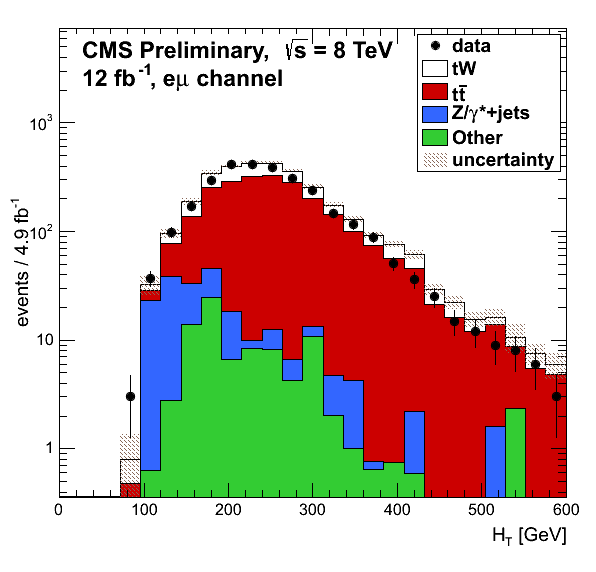 CMS Preliminary, √s = 8 TeV
12 fb-1, eμ channel
data
tW
tt̅
Z/γ*+jets
Other
uncertainty
events / 4.9 fb-1
10³
10²
10
1
0 100 200 300 400 500 600
H_T [GeV]